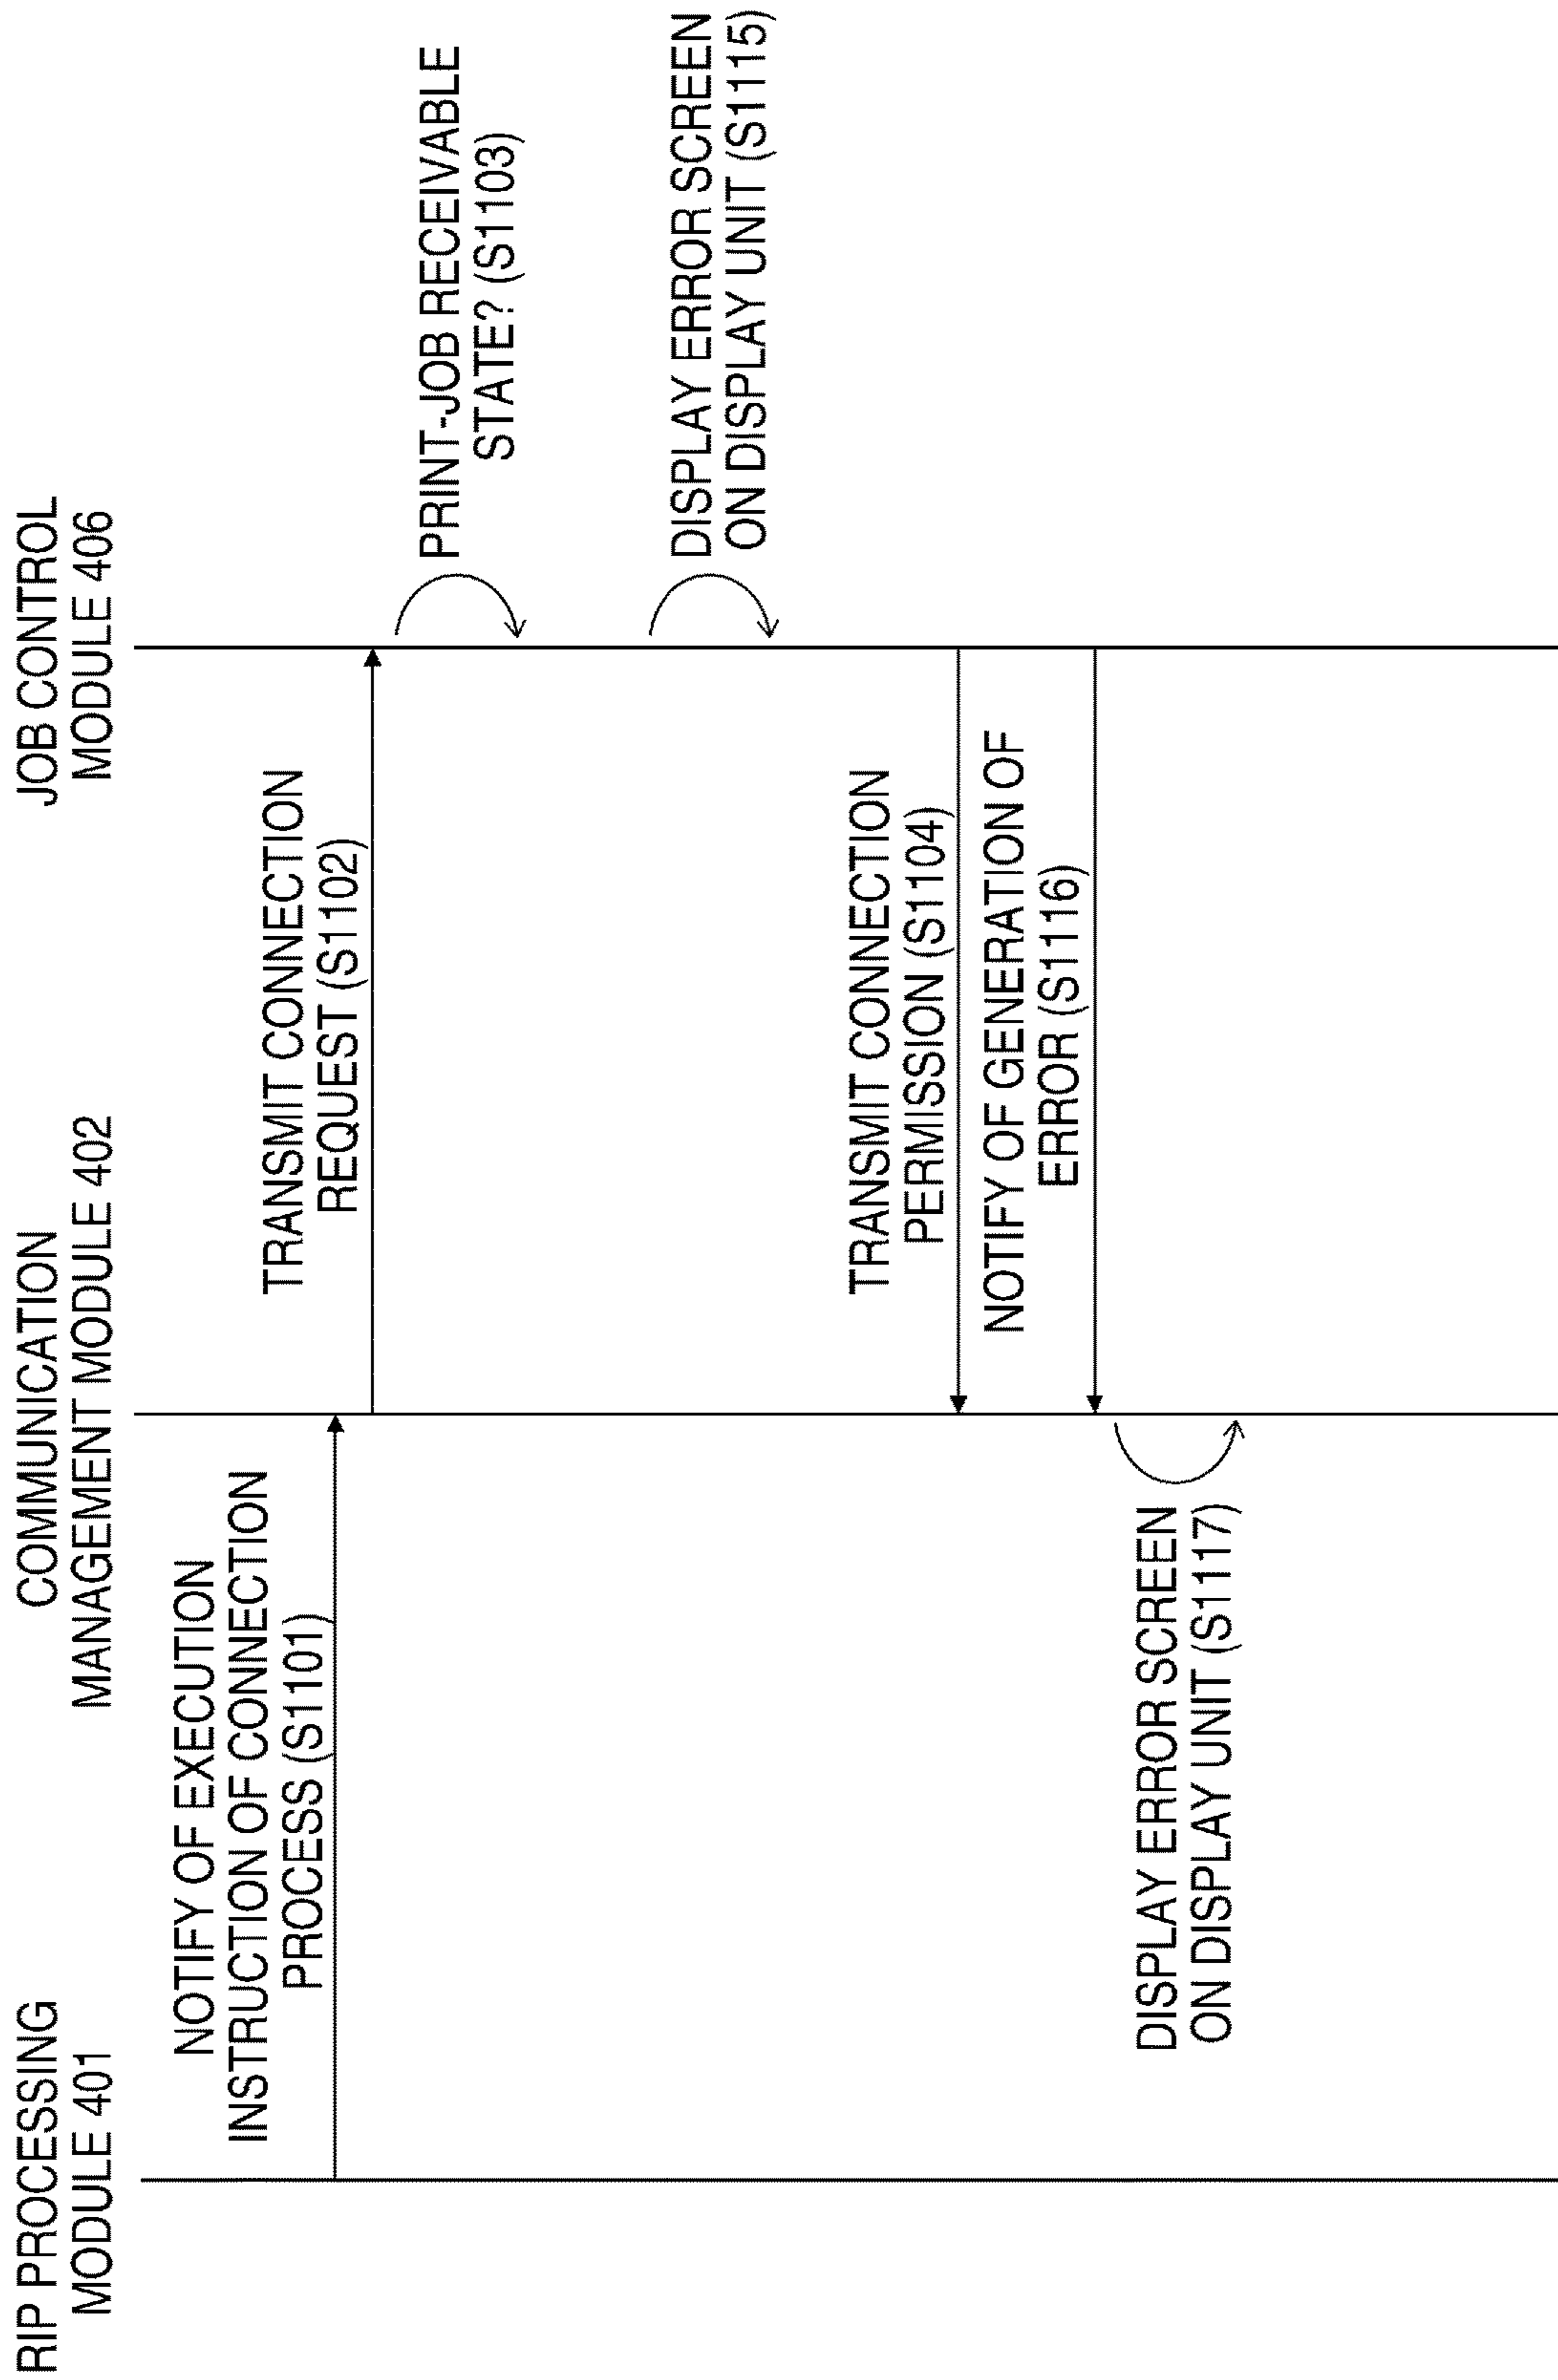 RIP PROCESSING
MODULE 401
COMMUNICATION
MANAGEMENT MODULE 402
JOB CONTROL
MODULE 406
NOTIFY OF EXECUTION
INSTRUCTION OF CONNECTION
PROCESS (S1101)
TRANSMIT CONNECTION
REQUEST (S1102)
PRINT-JOB RECEIVABLE
STATE? (S1103)
DISPLAY ERROR SCREEN
ON DISPLAY UNIT (S1115)
TRANSMIT CONNECTION
PERMISSION (S1104)
NOTIFY OF GENERATION OF
ERROR (S1116)
DISPLAY ERROR SCREEN
ON DISPLAY UNIT (S1117)